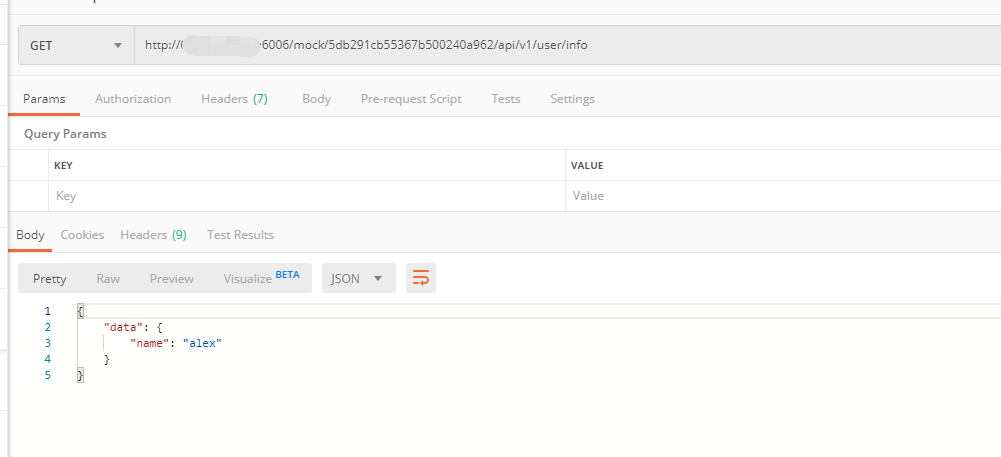 GET http:// 6006/mock/5db291cb55367b500240a962/api/v1/user/info
Params Authorization Headers (7) Body Pre-request Script Tests Settings
Query Params
KEY VALUE
Key Value
Body Cookies Headers (9) Test Results
Pretty Raw Preview Visualize BETA JSON
1 {
2 "data": {
3 "name": "alex"
4 }
5 }